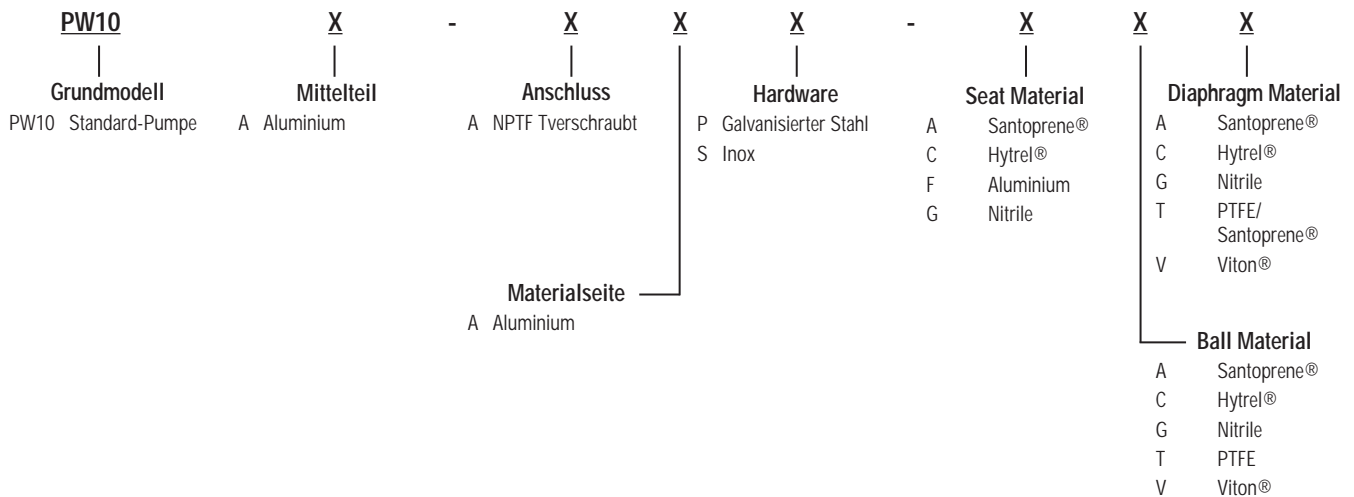 PW10 X - X X X - X X X
Grundmodell
PW10 Standard-Pumpe
Mittelteil
A Aluminium
Anschluss
A NPTF Tverschraubt
Materialseite
A Aluminium
Hardware
P Galvanisierter Stahl
S Inox
Seat Material
A Santoprene®
C Hytrel®
F Aluminium
G Nitrile
Diaphragm Material
A Santoprene®
C Hytrel®
G Nitrile
T PTFE/
Santoprene®
V Viton®
Ball Material
A Santoprene®
C Hytrel®
G Nitrile
T PTFE
V Viton®